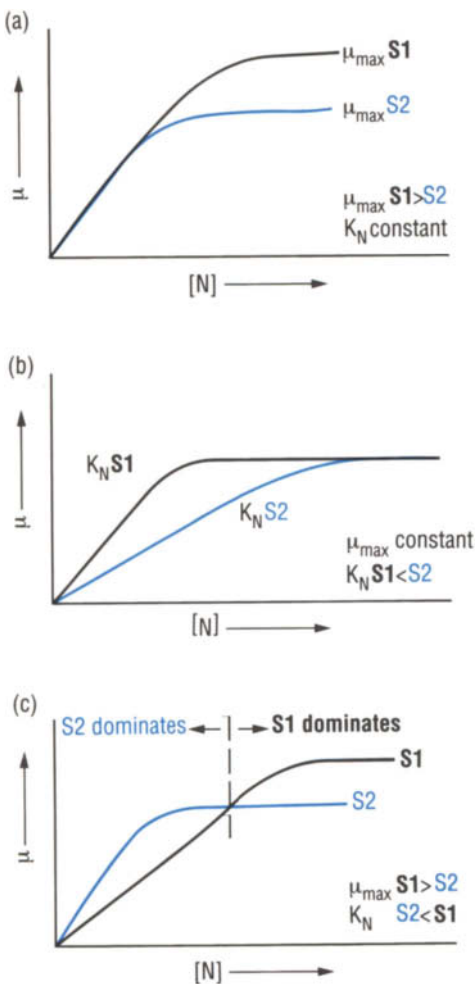 (a)
μmax S1
μmax S2
μmax S1>S2
KN constant
μ
[N]
(b)
KN S1
KN S2
μmax constant
KN S1<S2
μ
[N]
(c)
S2 dominates S1 dominates
S1
S2
μmax S1>S2
KN S2<S1
μ
[N]